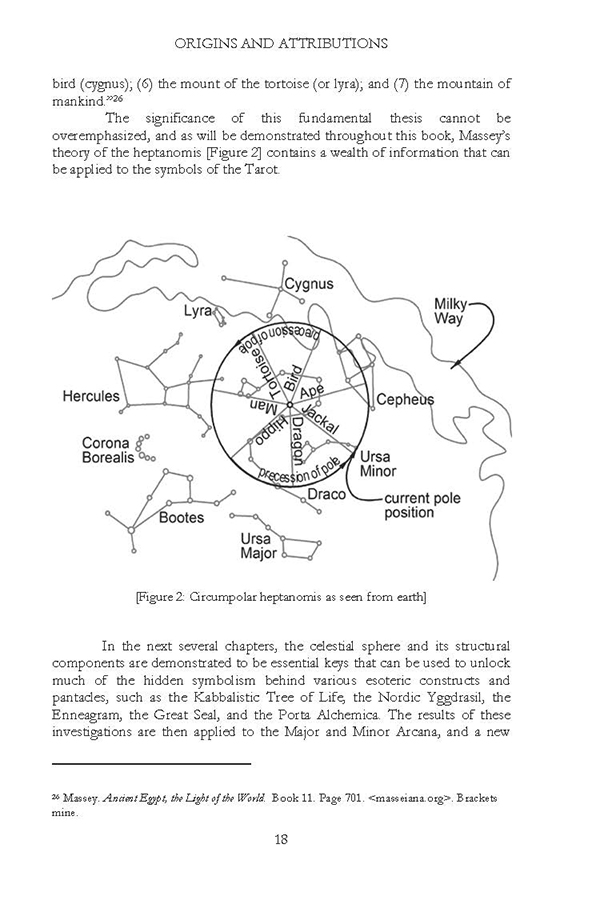 ORIGINS AND ATTRIBUTIONS
bird (cygnus); (6) the mount of the tortoise (or lyra); and (7) the mountain of
mankind.”26
The significance of this fundamental thesis cannot be
overemphasized, and as will be demonstrated throughout this book, Massey’s
theory of the heptanomis [Figure 2] contains a wealth of information that can
be applied to the symbols of the Tarot.
Cygnus
Lyra
Milky
Way
precession of pole
Tortoise
Bird
Ape
Man
Jackal
Hippo
Dragon
precession of pole
Hercules
Cepheus
Corona
Borealis
Ursa
Minor
Draco
current pole
position
Bootes
Ursa
Major
[Figure 2: Circumpolar heptanomis as seen from earth]
In the next several chapters, the celestial sphere and its structural
components are demonstrated to be essential keys that can be used to unlock
much of the hidden symbolism behind various esoteric constructs and
pantacles, such as the Kabbalistic Tree of Life, the Nordic Yggdrasil, the
Enneagram, the Great Seal, and the Porta Alchemica. The results of these
investigations are then applied to the Major and Minor Arcana, and a new
26 Massey. Ancient Egypt, the Light of the World. Book 11. Page 701. <masseiana.org>. Brackets
mine.
18